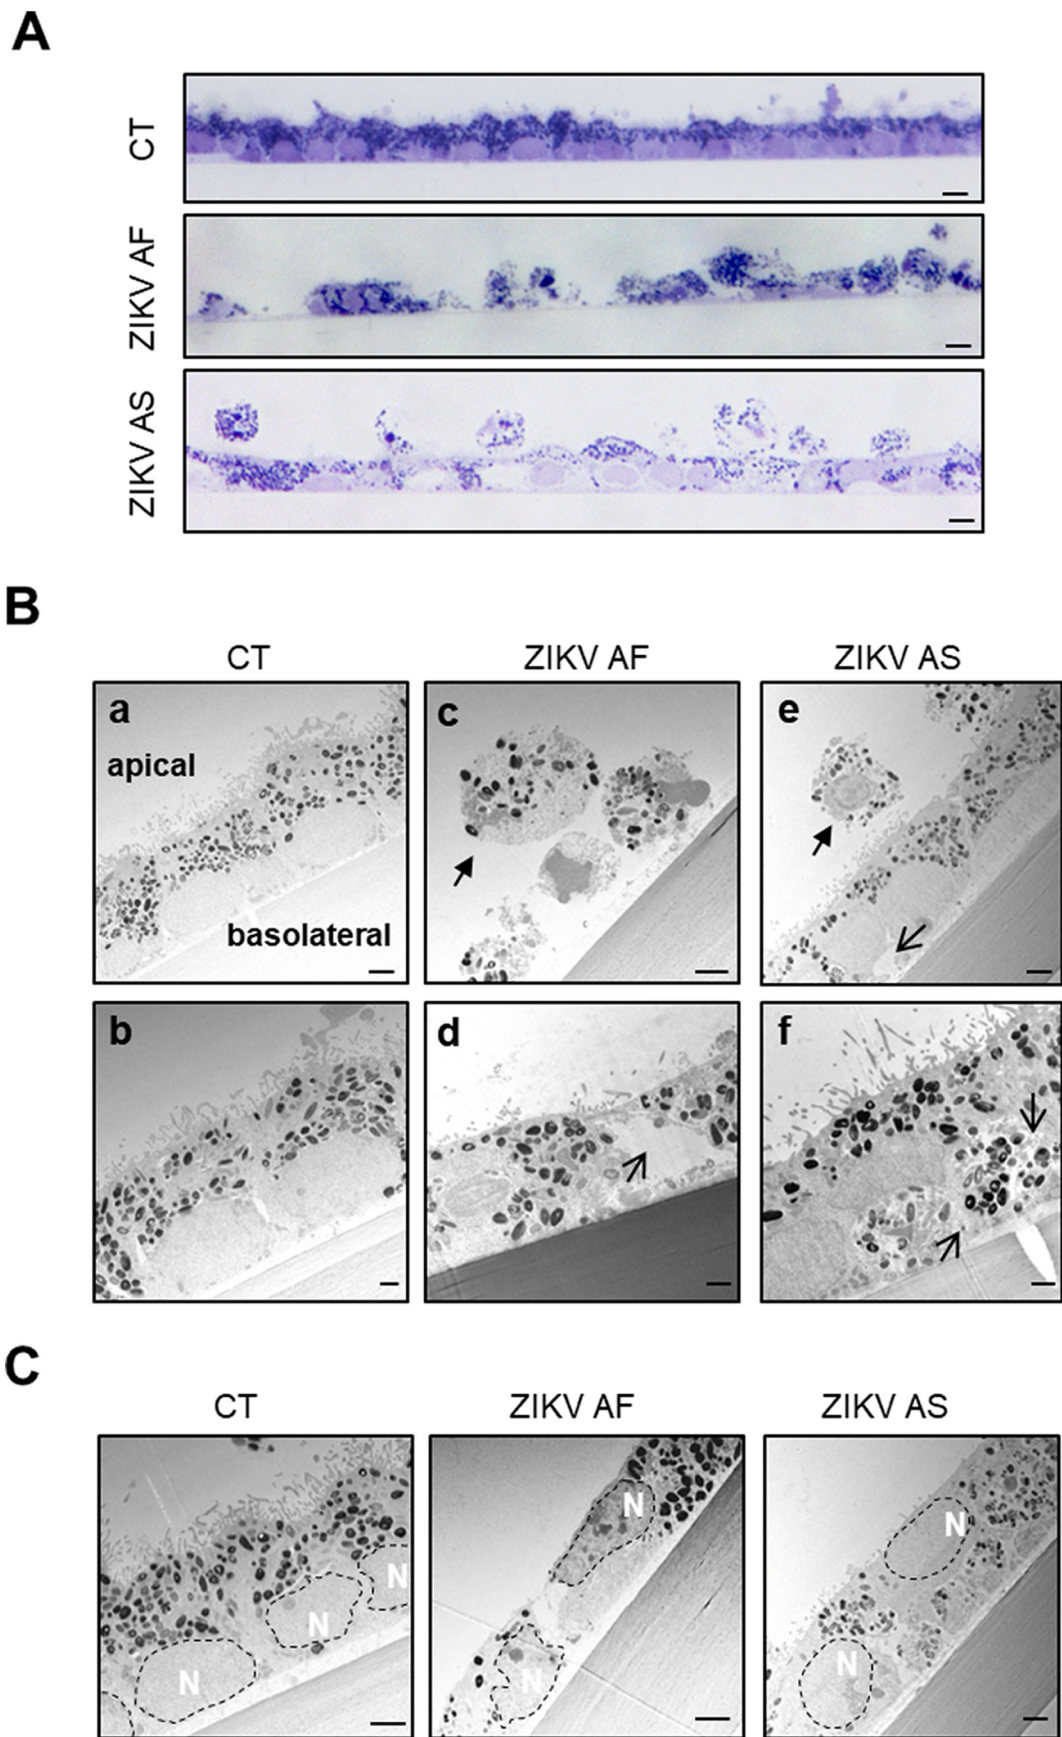 A
CT
ZIKV AF
ZIKV AS
B
CT ZIKV AF ZIKV AS
a c e
apical
basolateral
b d f
C
CT ZIKV AF ZIKV AS
N N N
N N
N N